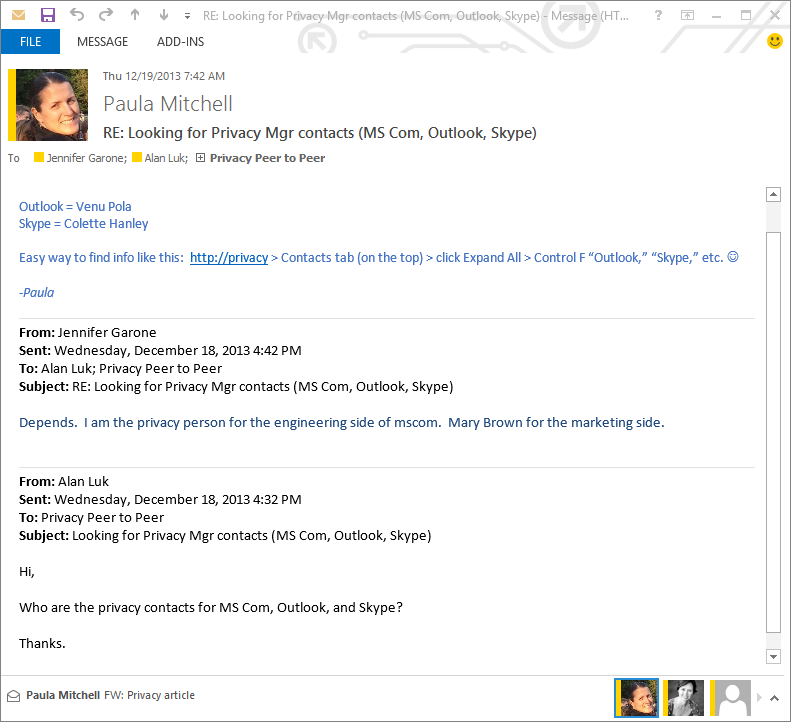 RE: Looking for Privacy Mgr contacts (MS Com, Outlook, Skype) - Message (HT...
?
FILE MESSAGE ADD-INS
Thu 12/19/2013 7:42 AM
Paula Mitchell
RE: Looking for Privacy Mgr contacts (MS Com, Outlook, Skype)
To Jennifer Garone; Alan Luk; Privacy Peer to Peer
Outlook = Venu Pola
Skype = Colette Hanley
Easy way to find info like this:  http://privacy > Contacts tab (on the top) > click Expand All > Control F “Outlook,” “Skype,” etc. ☺
-Paula
From: Jennifer Garone
Sent: Wednesday, December 18, 2013 4:42 PM
To: Alan Luk; Privacy Peer to Peer
Subject: RE: Looking for Privacy Mgr contacts (MS Com, Outlook, Skype)
Depends.  I am the privacy person for the engineering side of mscom.  Mary Brown for the marketing side.
From: Alan Luk
Sent: Wednesday, December 18, 2013 4:32 PM
To: Privacy Peer to Peer
Subject: Looking for Privacy Mgr contacts (MS Com, Outlook, Skype)
Hi,
Who are the privacy contacts for MS Com, Outlook, and Skype?
Thanks.
Paula Mitchell FW: Privacy article